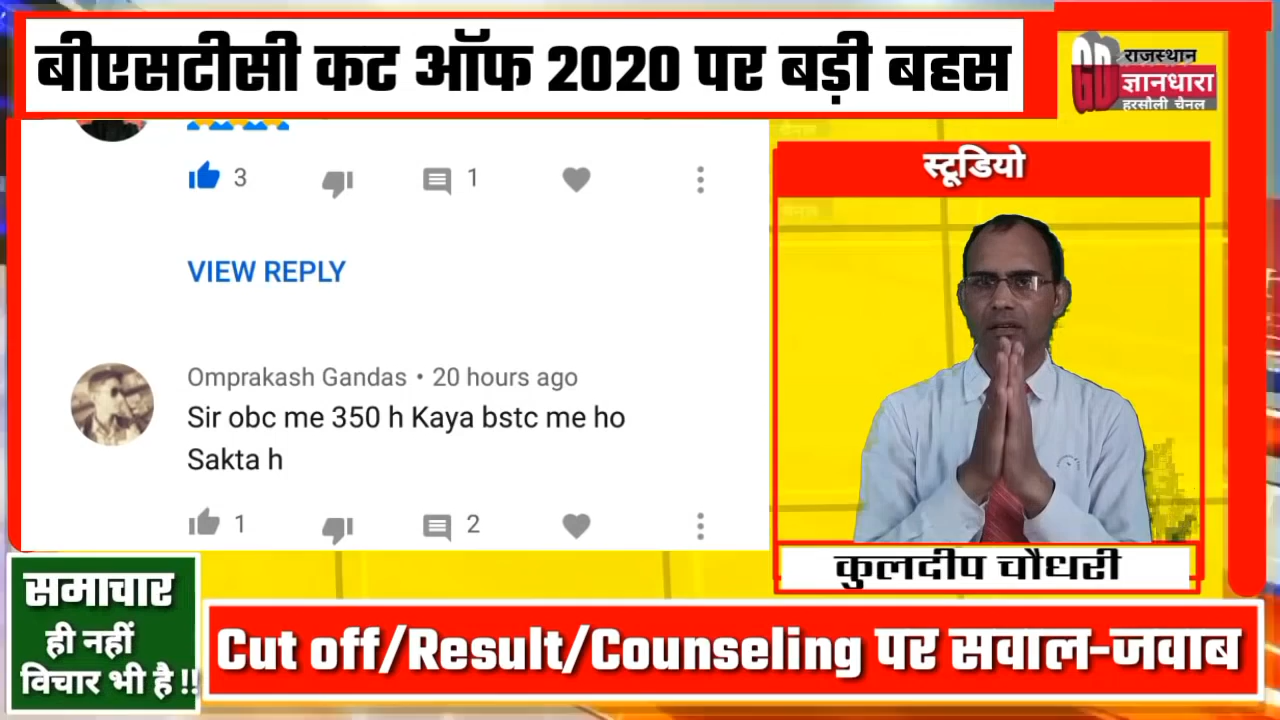 बीएसटीसी कट ऑफ 2020 पर बड़ी बहस
GD
राजस्थान
ज्ञानधारा
हरसोली चैनल
स्टूडियो
3
1
VIEW REPLY
Omprakash Gandas • 20 hours ago
Sir obc me 350 h Kaya bstc me ho
Sakta h
1
2
कुलदीप चौधरी
समाचार
ही नहीं
विचार भी है !!
Cut off/Result/Counseling पर सवाल-जवाब